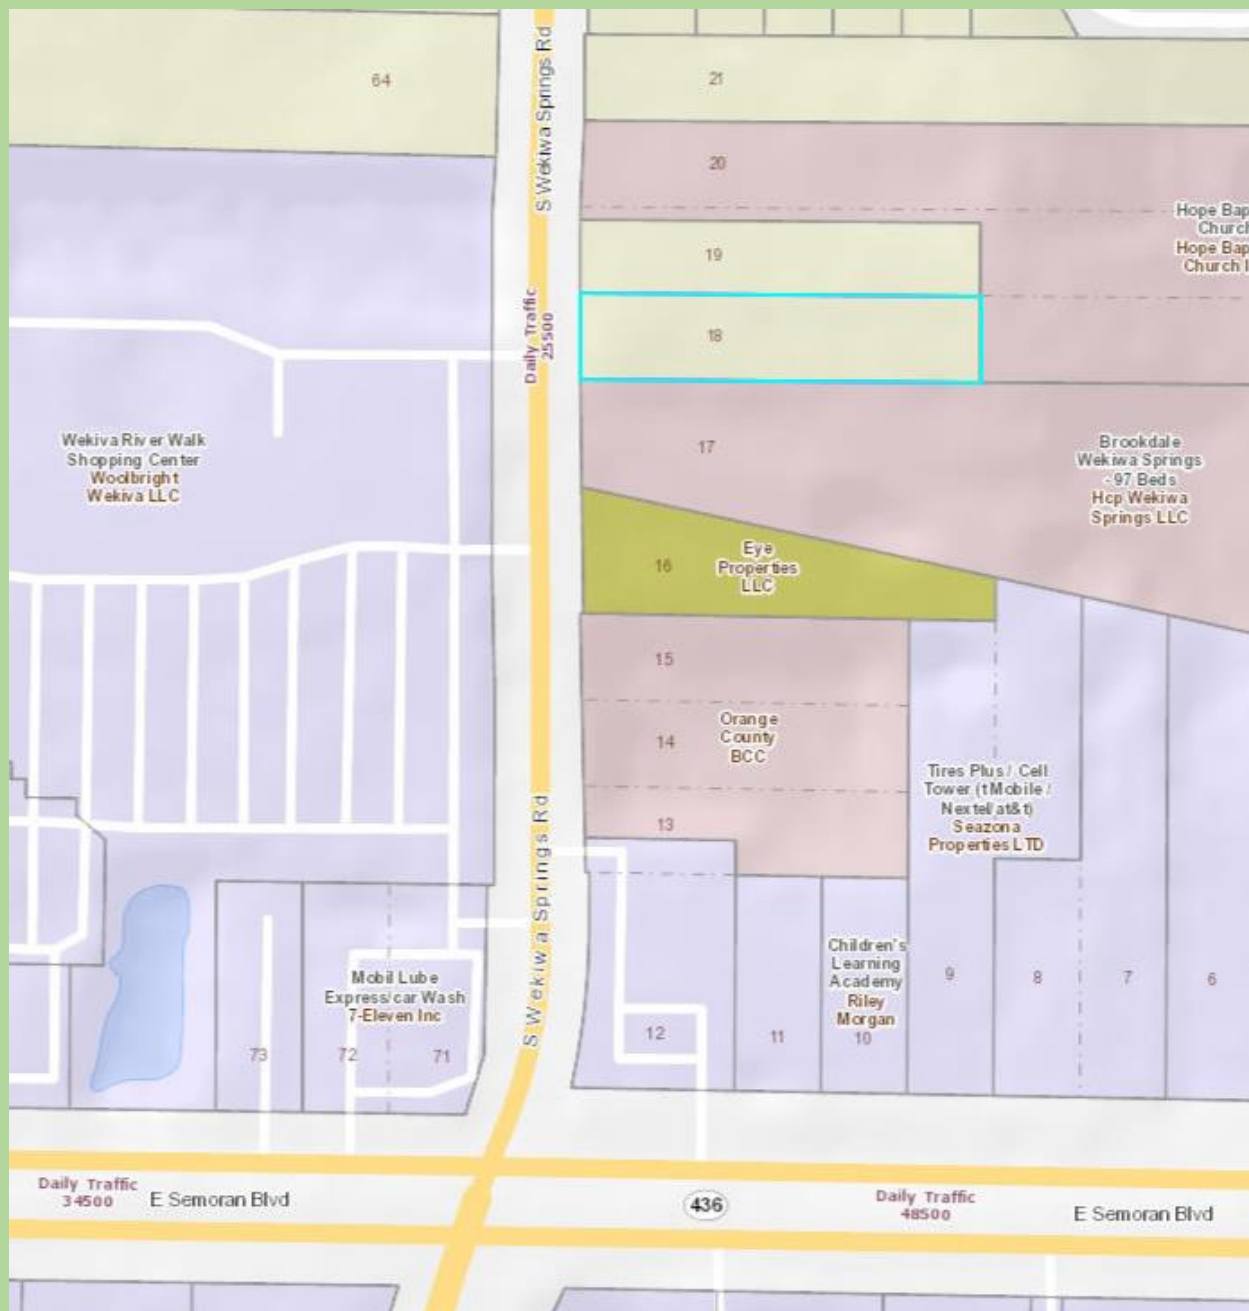 64
S Wekiwa Springs Rd
21
20
Hope Bap
Church
Hope Bap
Church I
19
Daily Traffic
25500
18
Wekiva River Walk
Shopping Center
Woolbright
Wekiva LLC
17
Brookdale
Wekiwa Springs
- 97 Beds
Hcp Wekiwa
Springs LLC
16
Eye
Properties
LLC
15
14
Orange
County
BCC
13
Tires Plus / Cell
Tower (tMobile /
Nextel/at&t)
Seazona
Properties LTD
S Wekiwa Springs Rd
Mobil Lube
Express/car Wash
7-Eleven Inc
73
72
71
12
11
Children's
Learning
Academy
Riley
Morgan
10
9
8
7
6
Daily Traffic
34500
E Semoran Blvd
436
Daily Traffic
48500
E Semoran Blvd